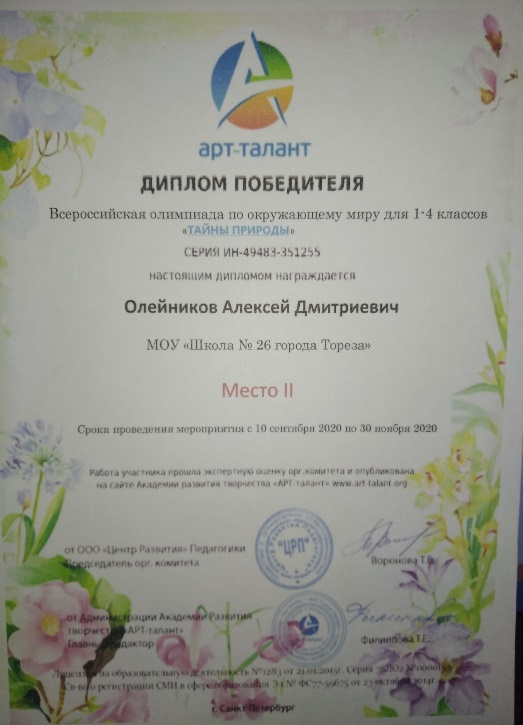 АРТ-ТАЛАНТ
ДИПЛОМ ПОБЕДИТЕЛЯ
Всероссийская олимпиада по окружающему миру для 1-4 классов
«ТАЙНЫ ПРИРОДЫ»
СЕРИЯ ИН-49483-351255
настоящим дипломом награждается
Олейников Алексей Дмитриевич
МОУ «Школа № 26 города Тореза»
Место II
Сроки проведения мероприятия с 10 сентября 2020 по 30 ноября 2020
Работа участника прошла экспертную оценку орг.комитета и опубликована
на сайте Академии развития творчества «АРТ-талант» www.art-talant.org
"ЦРП"
от ООО «Центр Развития» Педагогики
Председатель орг. комитета
Воронова Т.В.
от Администрации Академии Развития
творчества «АРТ-талант»
Главный редактор
Филиппова Г.Е.
Лицензия на образовательную деятельность №1283 от 21.01.2015г. Серия
Св-во регистрации СМИ в сфере образования Эл № ФС77-59675 от 23 октября 2014г.
г. Санкт-Петербург